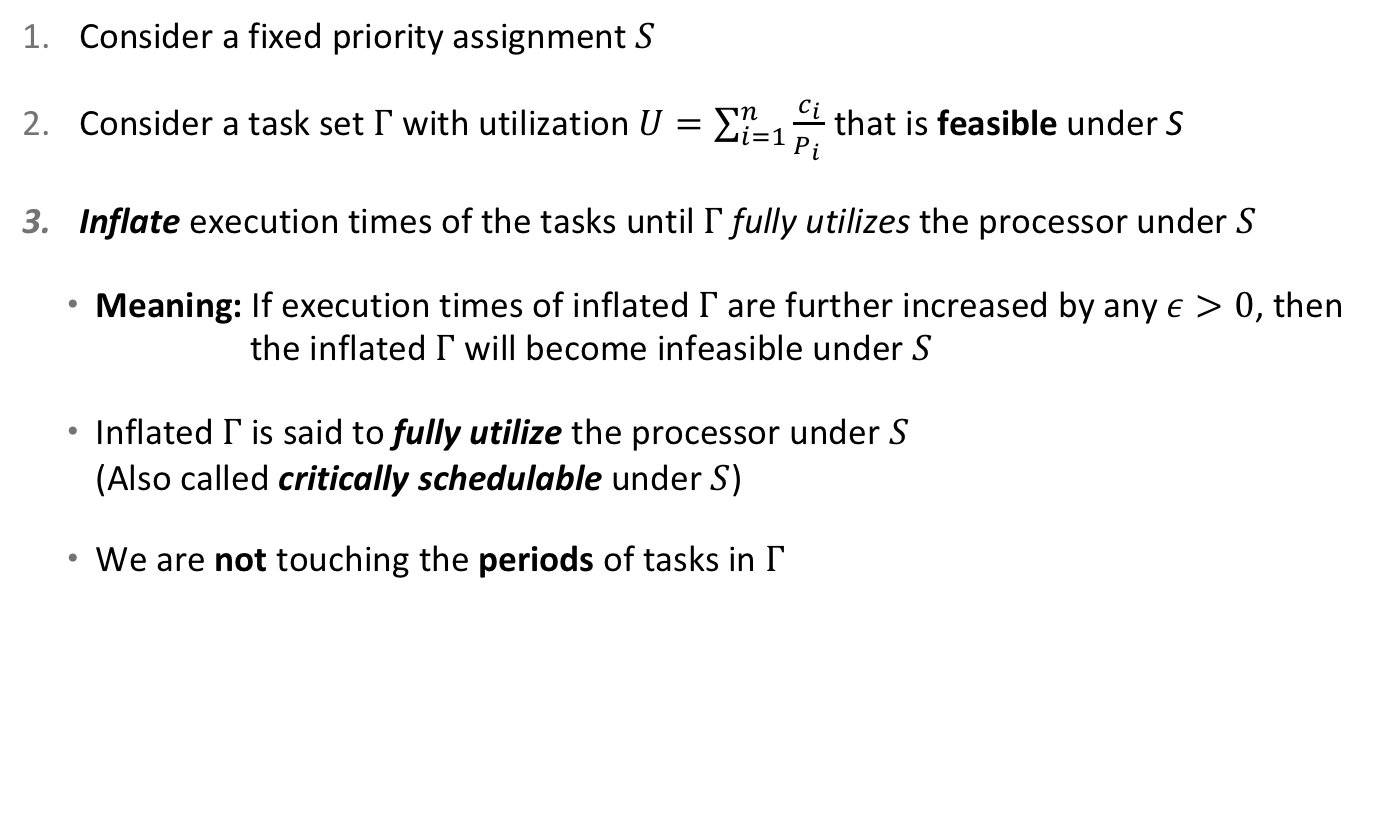 1. Consider a fixed priority assignment S
2. Consider a task set Γ with utilization U = ∑ⁿᵢ₌₁ cᵢ/Pᵢ that is feasible under S
3. Inflate execution times of the tasks until Γ fully utilizes the processor under S
• Meaning: If execution times of inflated Γ are further increased by any ϵ > 0, then
the inflated Γ will become infeasible under S
• Inflated Γ is said to fully utilize the processor under S
(Also called critically schedulable under S)
• We are not touching the periods of tasks in Γ